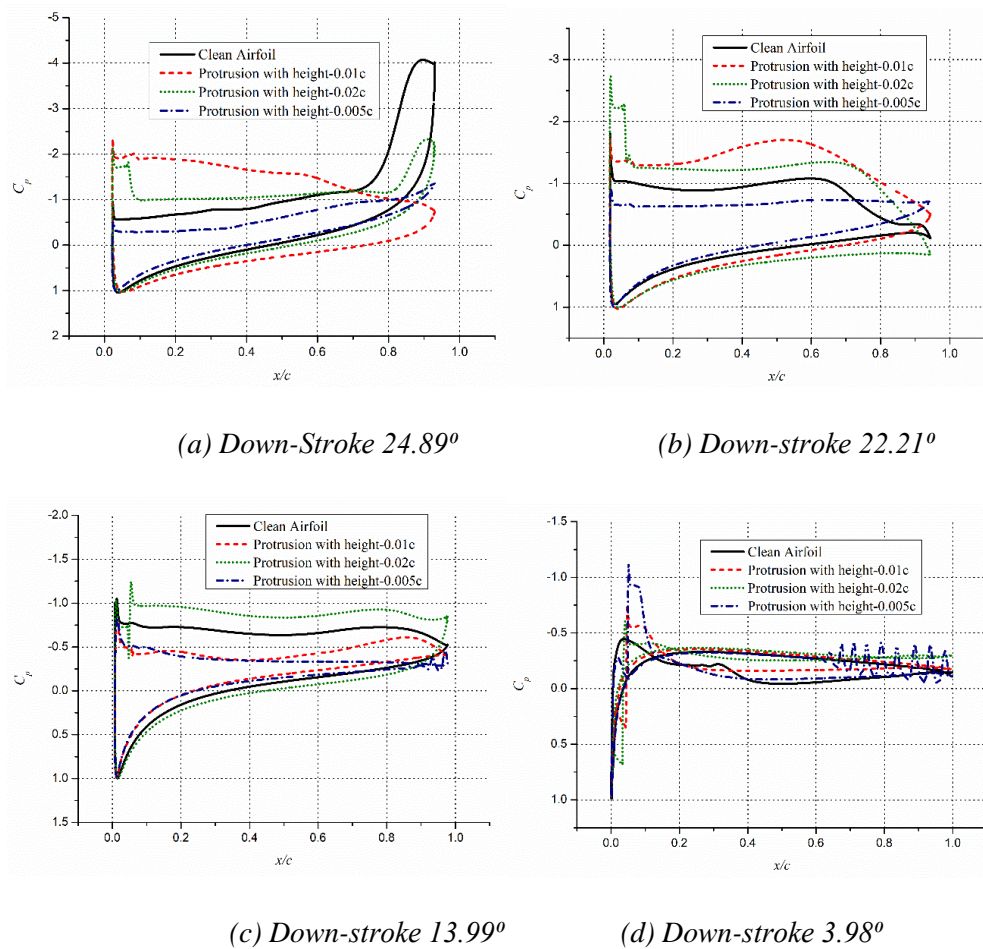 -5
-4
-3
-2
-1
0
1
2
0.0 0.2 0.4 0.6 0.8 1.0
C_p
x/c
Clean Airfoil
Protrusion with height-0.01c
Protrusion with height-0.02c
Protrusion with height-0.005c
(a) Down-Stroke 24.89⁰
-3
-2
-1
0
1
0.0 0.2 0.4 0.6 0.8 1.0
C_p
x/c
Clean Airfoil
Protrusion with height-0.01c
Protrusion with height-0.02c
Protrusion with height-0.005c
(b) Down-stroke 22.21⁰
-2.0
-1.5
-1.0
-0.5
0.0
0.5
1.0
1.5
0.0 0.2 0.4 0.6 0.8 1.0
C_p
x/c
Clean Airfoil
Protrusion with height-0.01c
Protrusion with height-0.02c
Protrusion with height-0.005c
(c) Down-stroke 13.99⁰
-1.5
-1.0
-0.5
0.0
0.5
1.0
0.0 0.2 0.4 0.6 0.8 1.0
C_p
x/c
Clean Airfoil
Protrusion with height-0.01c
Protrusion with height-0.02c
Protrusion with height-0.005c
(d) Down-stroke 3.98⁰